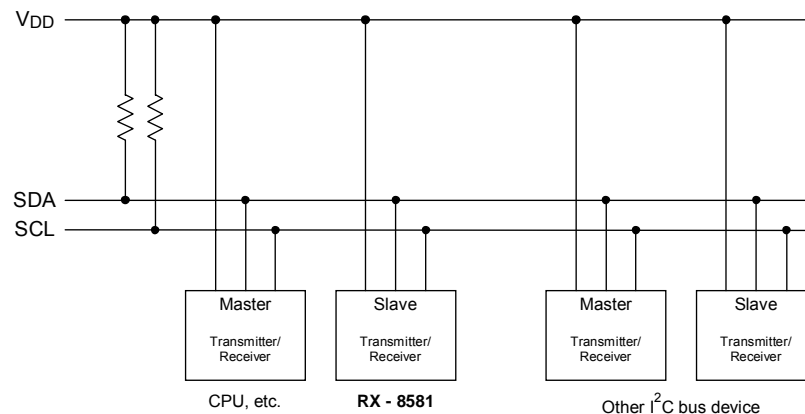 VDD
SDA
SCL
Master
Transmitter/
Receiver
CPU, etc.
Slave
Transmitter/
Receiver
RX - 8581
Master
Transmitter/
Receiver
Slave
Transmitter/
Receiver
Other I²C bus device